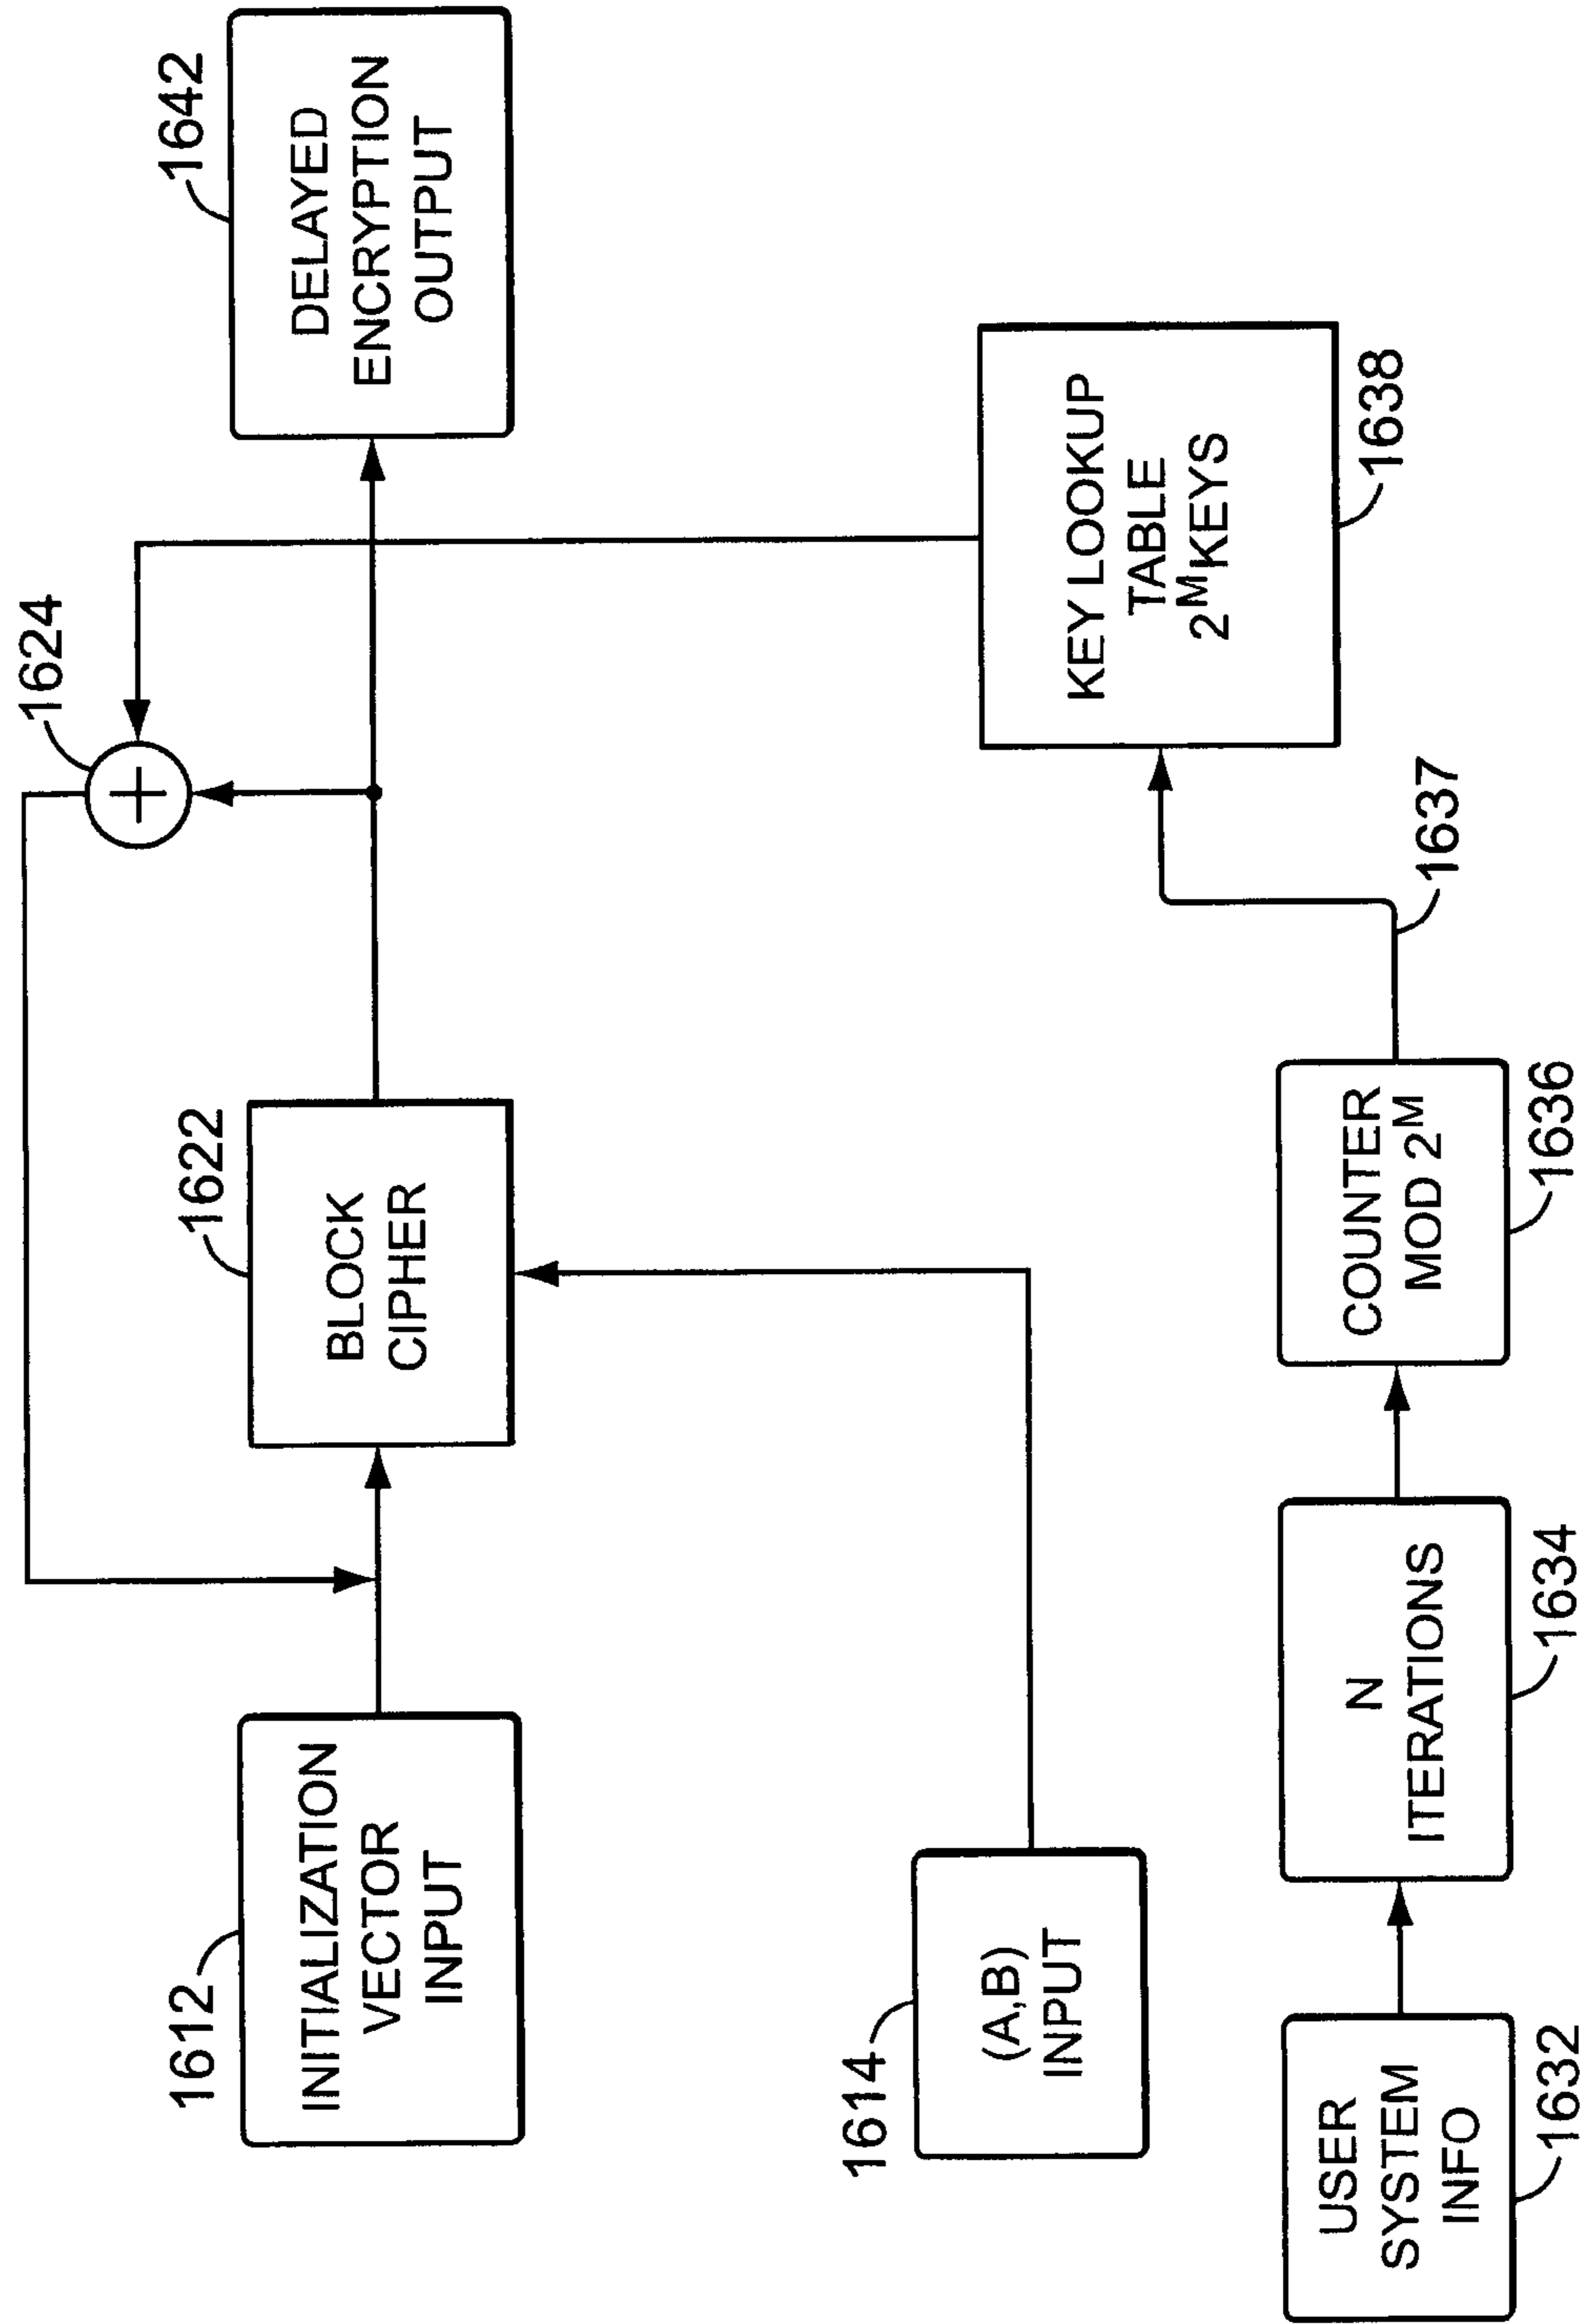 1612
INITIALIZATION
VECTOR
INPUT
1622
BLOCK
CIPHER
1624
1642
DELAYED
ENCRYPTION
OUTPUT
1614
(A,B)
INPUT
KEY LOOKUP
TABLE
2^M KEYS
1638
1637
USER
SYSTEM
INFO
1632
N
ITERATIONS
1634
COUNTER
MOD 2^M
1636